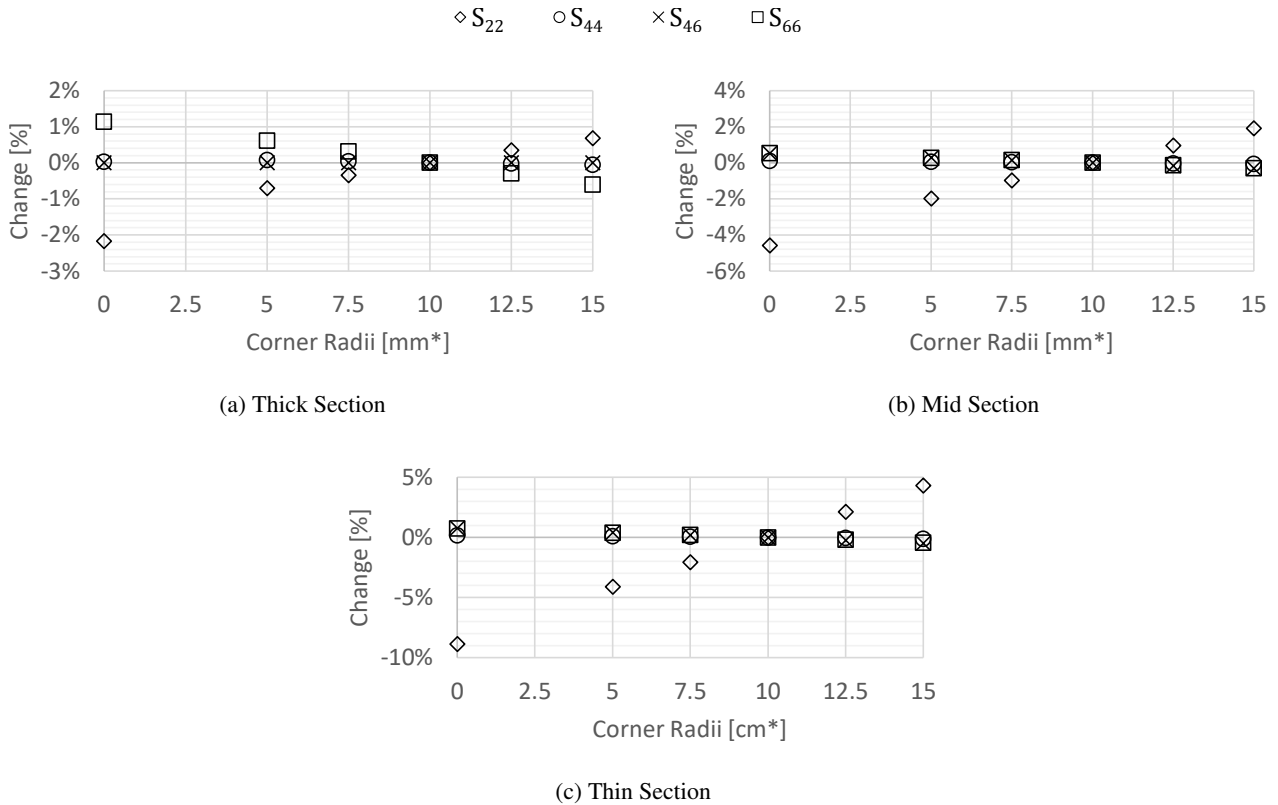 S22 S44 S46 S66
2%
1%
0%
-1%
-2%
-3%
Change [%]
0 2.5 5 7.5 10 12.5 15
Corner Radii [mm*]
(a) Thick Section
4%
2%
0%
-2%
-4%
-6%
Change [%]
0 2.5 5 7.5 10 12.5 15
Corner Radii [mm*]
(b) Mid Section
5%
0%
-5%
-10%
Change [%]
0 2.5 5 7.5 10 12.5 15
Corner Radii [cm*]
(c) Thin Section